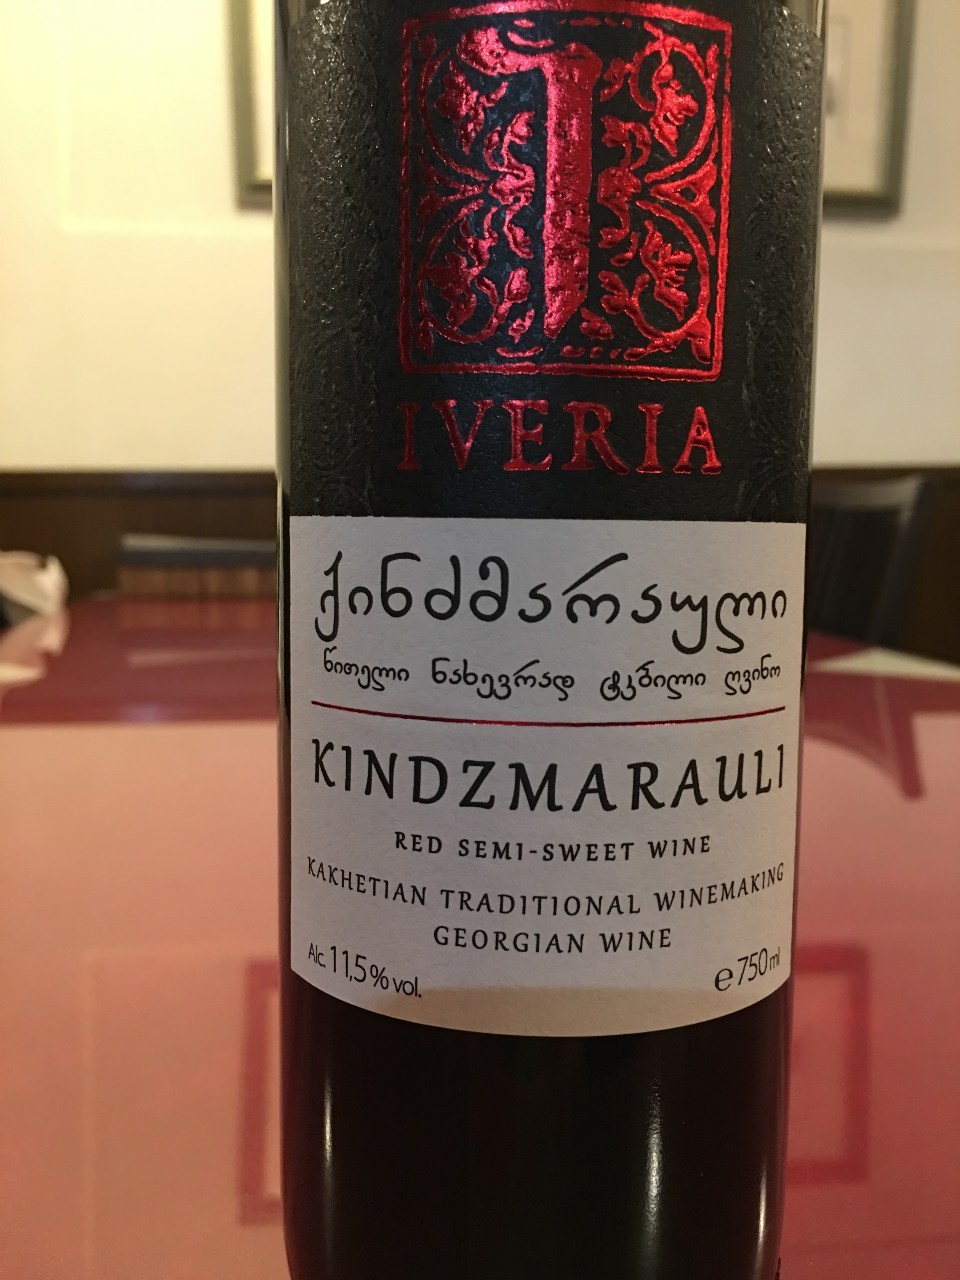 I
IVERIA
ქინძმარაული
წითელი ნახევრად ტკბილი ღვინო
KINDZMARAULI
RED SEMI-SWEET WINE
KAKHETIAN TRADITIONAL WINEMAKING
GEORGIAN WINE
Alc. 11,5% vol. ℮ 750 ml